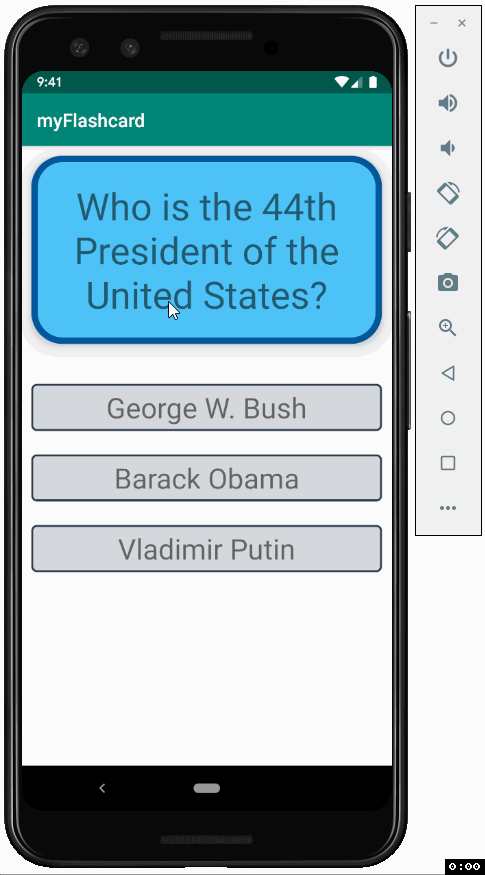 9:41
myFlashcard
Who is the 44th
President of the
United States?
George W. Bush
Barack Obama
Vladimir Putin
0:00